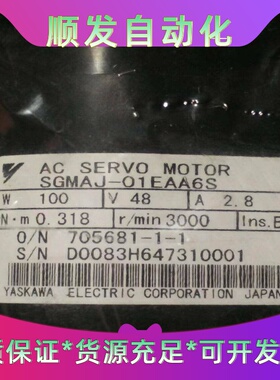 顺发自动化
AC SERVO MOTOR
SGMAJ-01EAA6S
W 100 V 48 A 2.8
N·m 0.318 r/min 3000 Ins.E
O/N 705681-1-1
S/N D0083H647310001
YASKAWA ELECTRIC CORPORATION JAPAN
质保证*货源充足*可开发